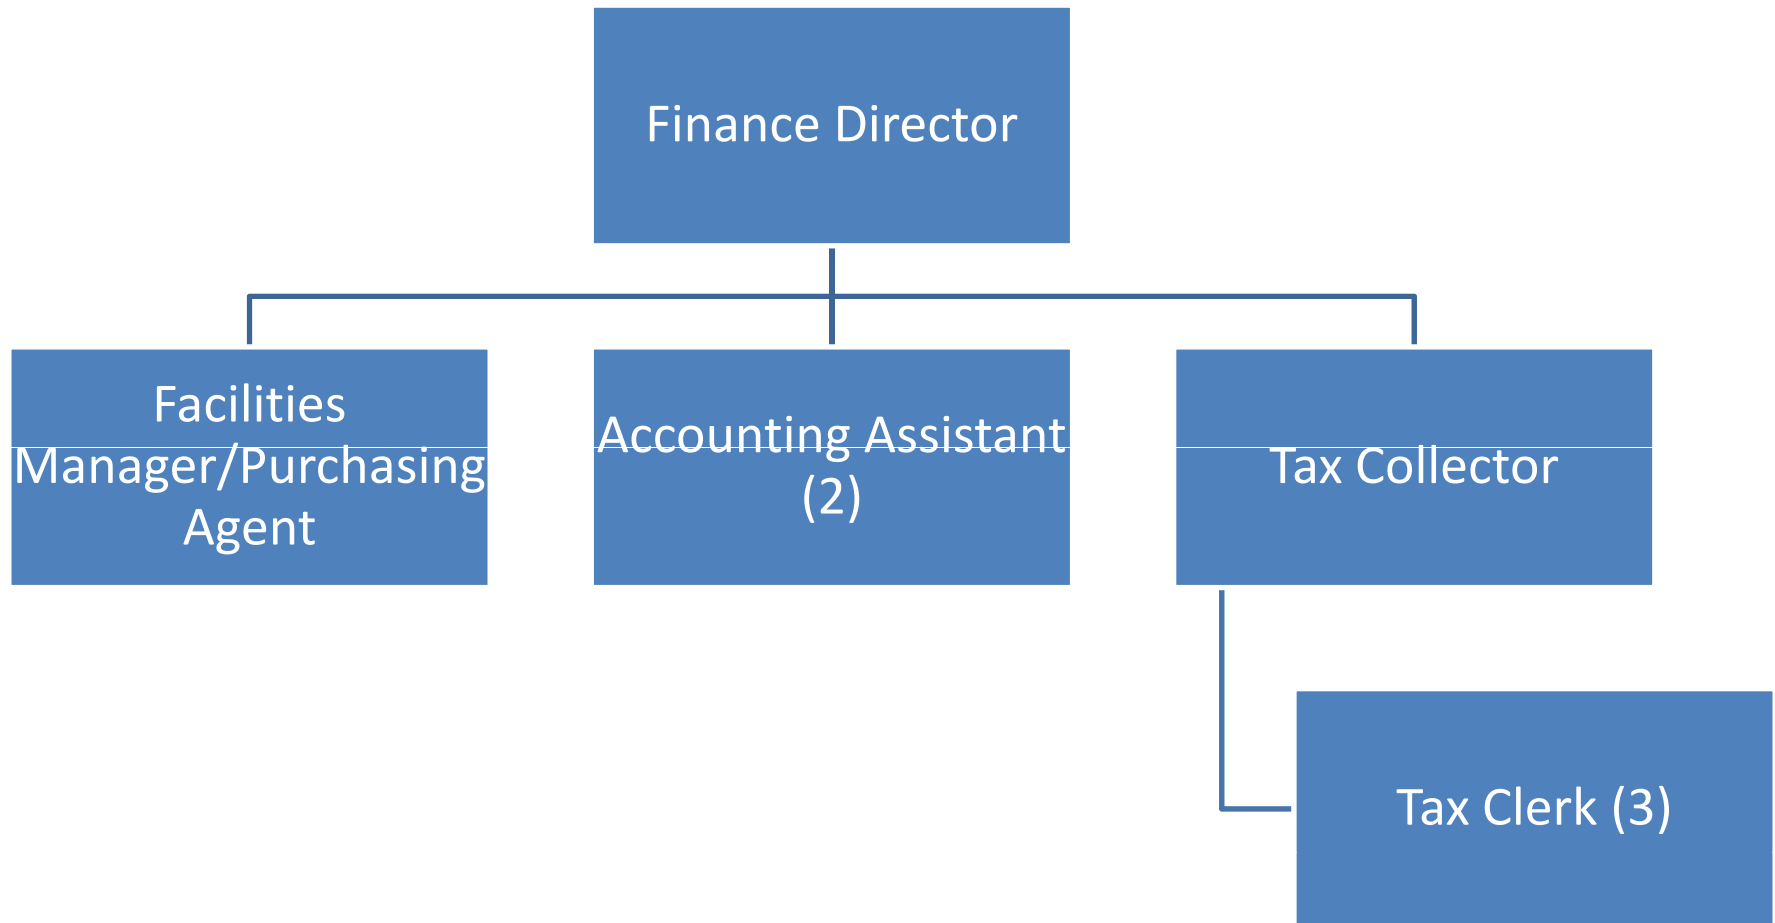 Finance Director
Facilities
Manager/Purchasing
Agent
Accounting Assistant
(2)
Tax Collector
Tax Clerk (3)